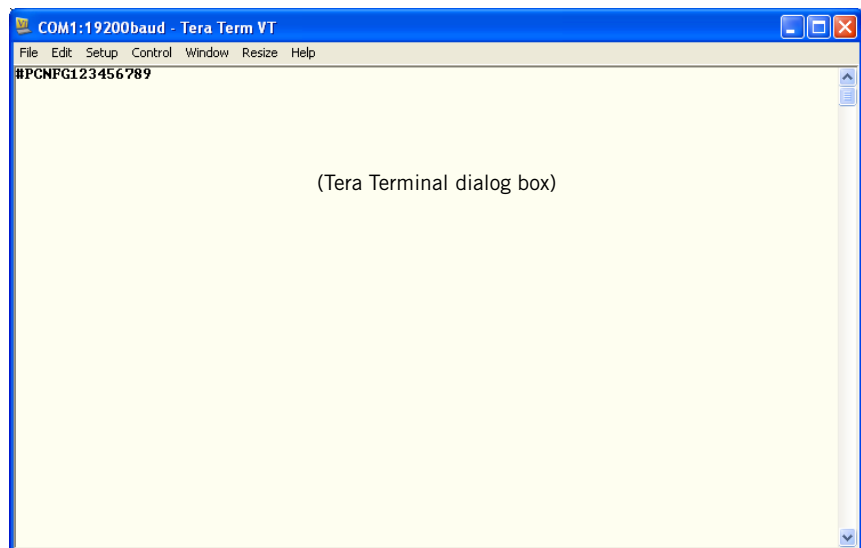 COM1:19200baud - Tera Term VT
File Edit Setup Control Window Resize Help
#PCNFG123456789
(Tera Terminal dialog box)